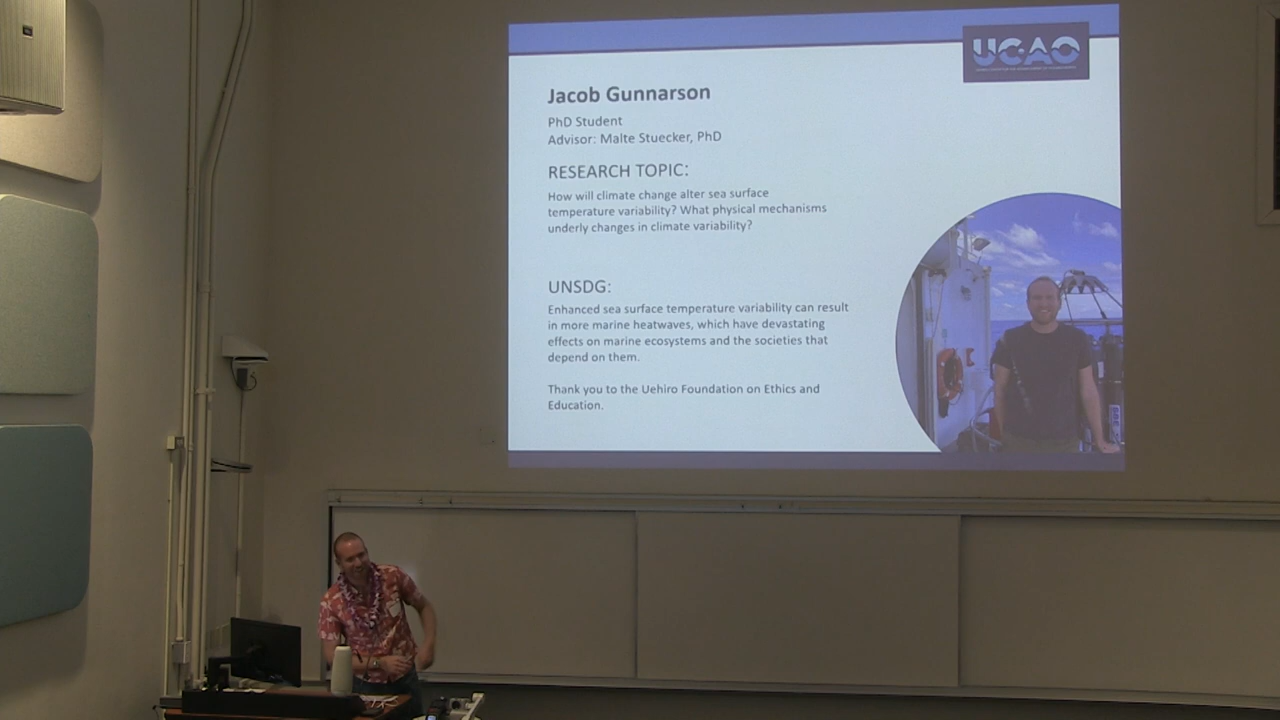 UCAO
Jacob Gunnarson
PhD Student
Advisor: Malte Stuecker, PhD
RESEARCH TOPIC:
How will climate change alter sea surface
temperature variability? What physical mechanisms
underly changes in climate variability?
UNSDG:
Enhanced sea surface temperature variability can result
in more marine heatwaves, which have devastating
effects on marine ecosystems and the societies that
depend on them.
Thank you to the Uehiro Foundation on Ethics and
Education.